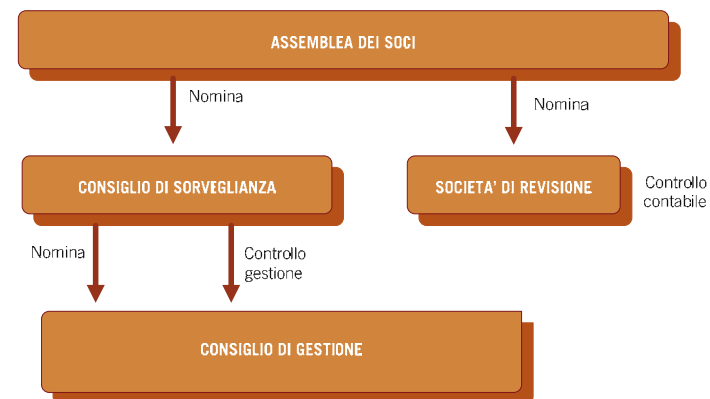 ASSEMBLEA DEI SOCI
Nomina
Nomina
CONSIGLIO DI SORVEGLIANZA
SOCIETA' DI REVISIONE
Controllo
contabile
Nomina
Controllo
gestione
CONSIGLIO DI GESTIONE